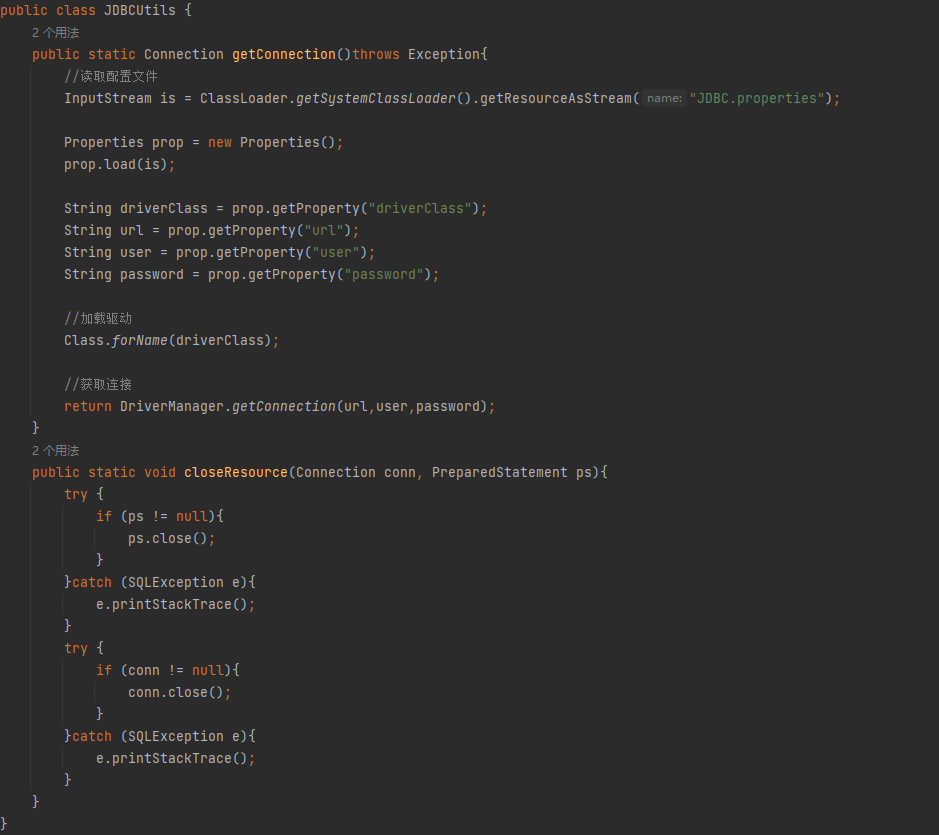 public class JDBCUtils {
2 个用法
public static Connection getConnection()throws Exception{
//读取配置文件
InputStream is = ClassLoader.getSystemClassLoader().getResourceAsStream( name: "JDBC.properties");
Properties prop = new Properties();
prop.load(is);
String driverClass = prop.getProperty("driverClass");
String url = prop.getProperty("url");
String user = prop.getProperty("user");
String password = prop.getProperty("password");
//加载驱动
Class.forName(driverClass);
//获取连接
return DriverManager.getConnection(url,user,password);
}
2 个用法
public static void closeResource(Connection conn, PreparedStatement ps){
try {
if (ps != null){
ps.close();
}
}catch (SQLException e){
e.printStackTrace();
}
try {
if (conn != null){
conn.close();
}
}catch (SQLException e){
e.printStackTrace();
}
}
}